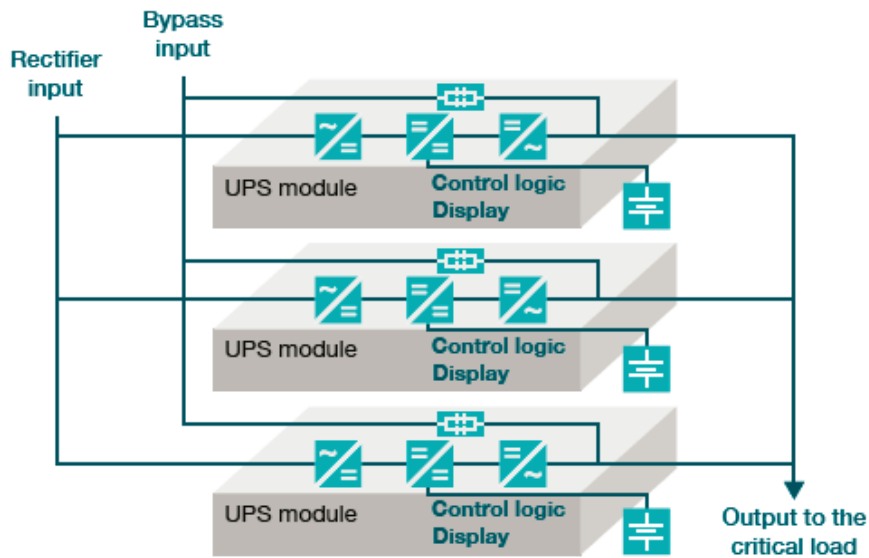 Bypass
input
Rectifier
input
UPS module
Control logic
Display
UPS module
Control logic
Display
UPS module
Control logic
Display
Output to the
critical load